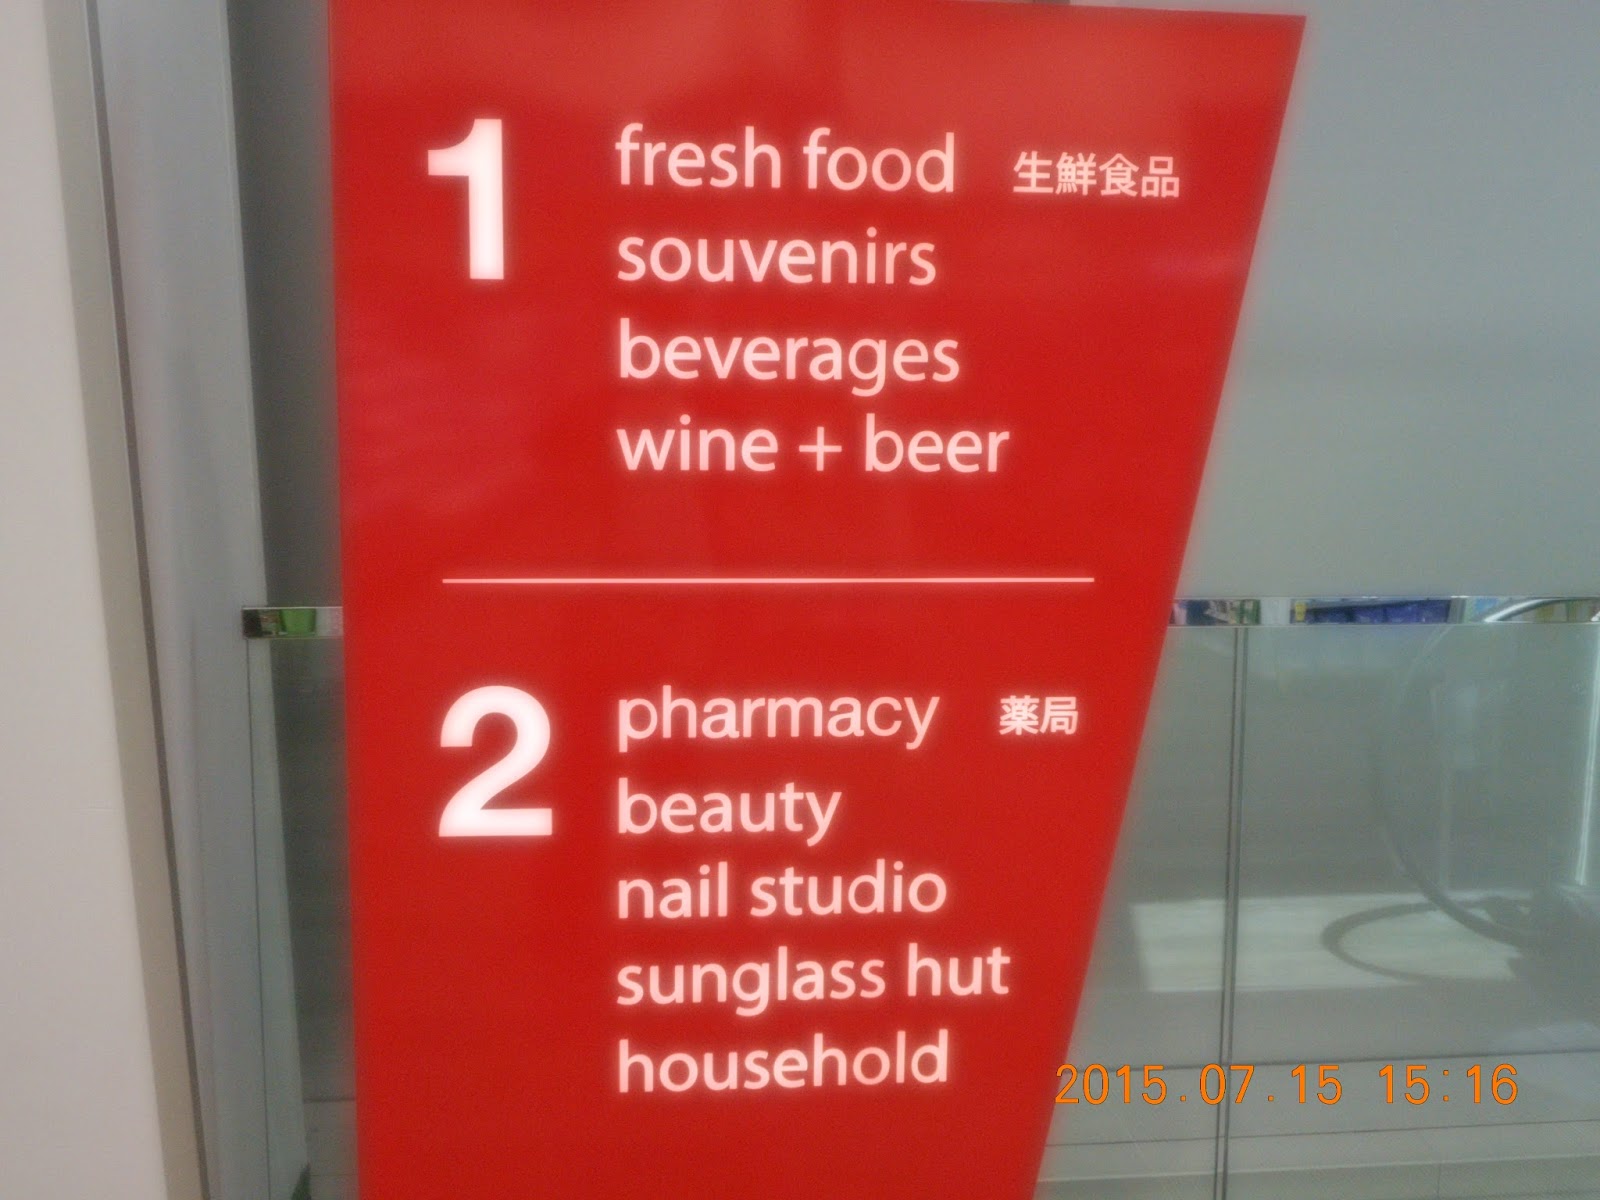 1
fresh food 生鮮食品
souvenirs
beverages
wine + beer
2
pharmacy 薬局
beauty
nail studio
sunglass hut
household
2015.07.15 15:16